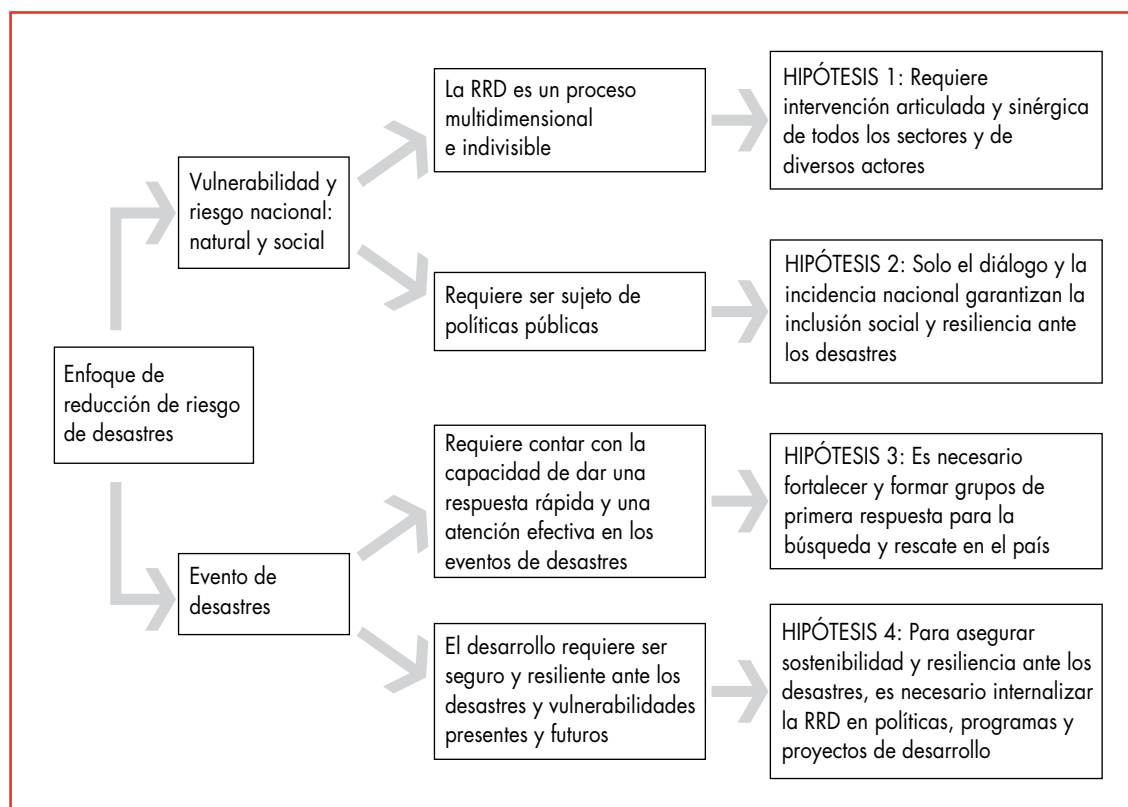 Enfoque de
reducción de riesgo
de desastres
Vulnerabilidad y
riesgo nacional:
natural y social
La RRD es un proceso
multidimensional
e indivisible
HIPÓTESIS 1: Requiere
intervención articulada y sinérgica
de todos los sectores y de
diversos actores
Requiere ser sujeto de
políticas públicas
HIPÓTESIS 2: Solo el diálogo y la
incidencia nacional garantizan la
inclusión social y resiliencia ante
los desastres
Evento de
desastres
Requiere contar con la
capacidad de dar una
respuesta rápida y una
atención efectiva en los
eventos de desastres
HIPÓTESIS 3: Es necesario
fortalecer y formar grupos de
primera respuesta para la
búsqueda y rescate en el país
El desarrollo requiere ser
seguro y resiliente ante los
desastres y vulnerabilidades
presentes y futuros
HIPÓTESIS 4: Para asegurar
sostenibilidad y resiliencia ante los
desastres, es necesario internalizar
la RRD en políticas, programas y
proyectos de desarrollo